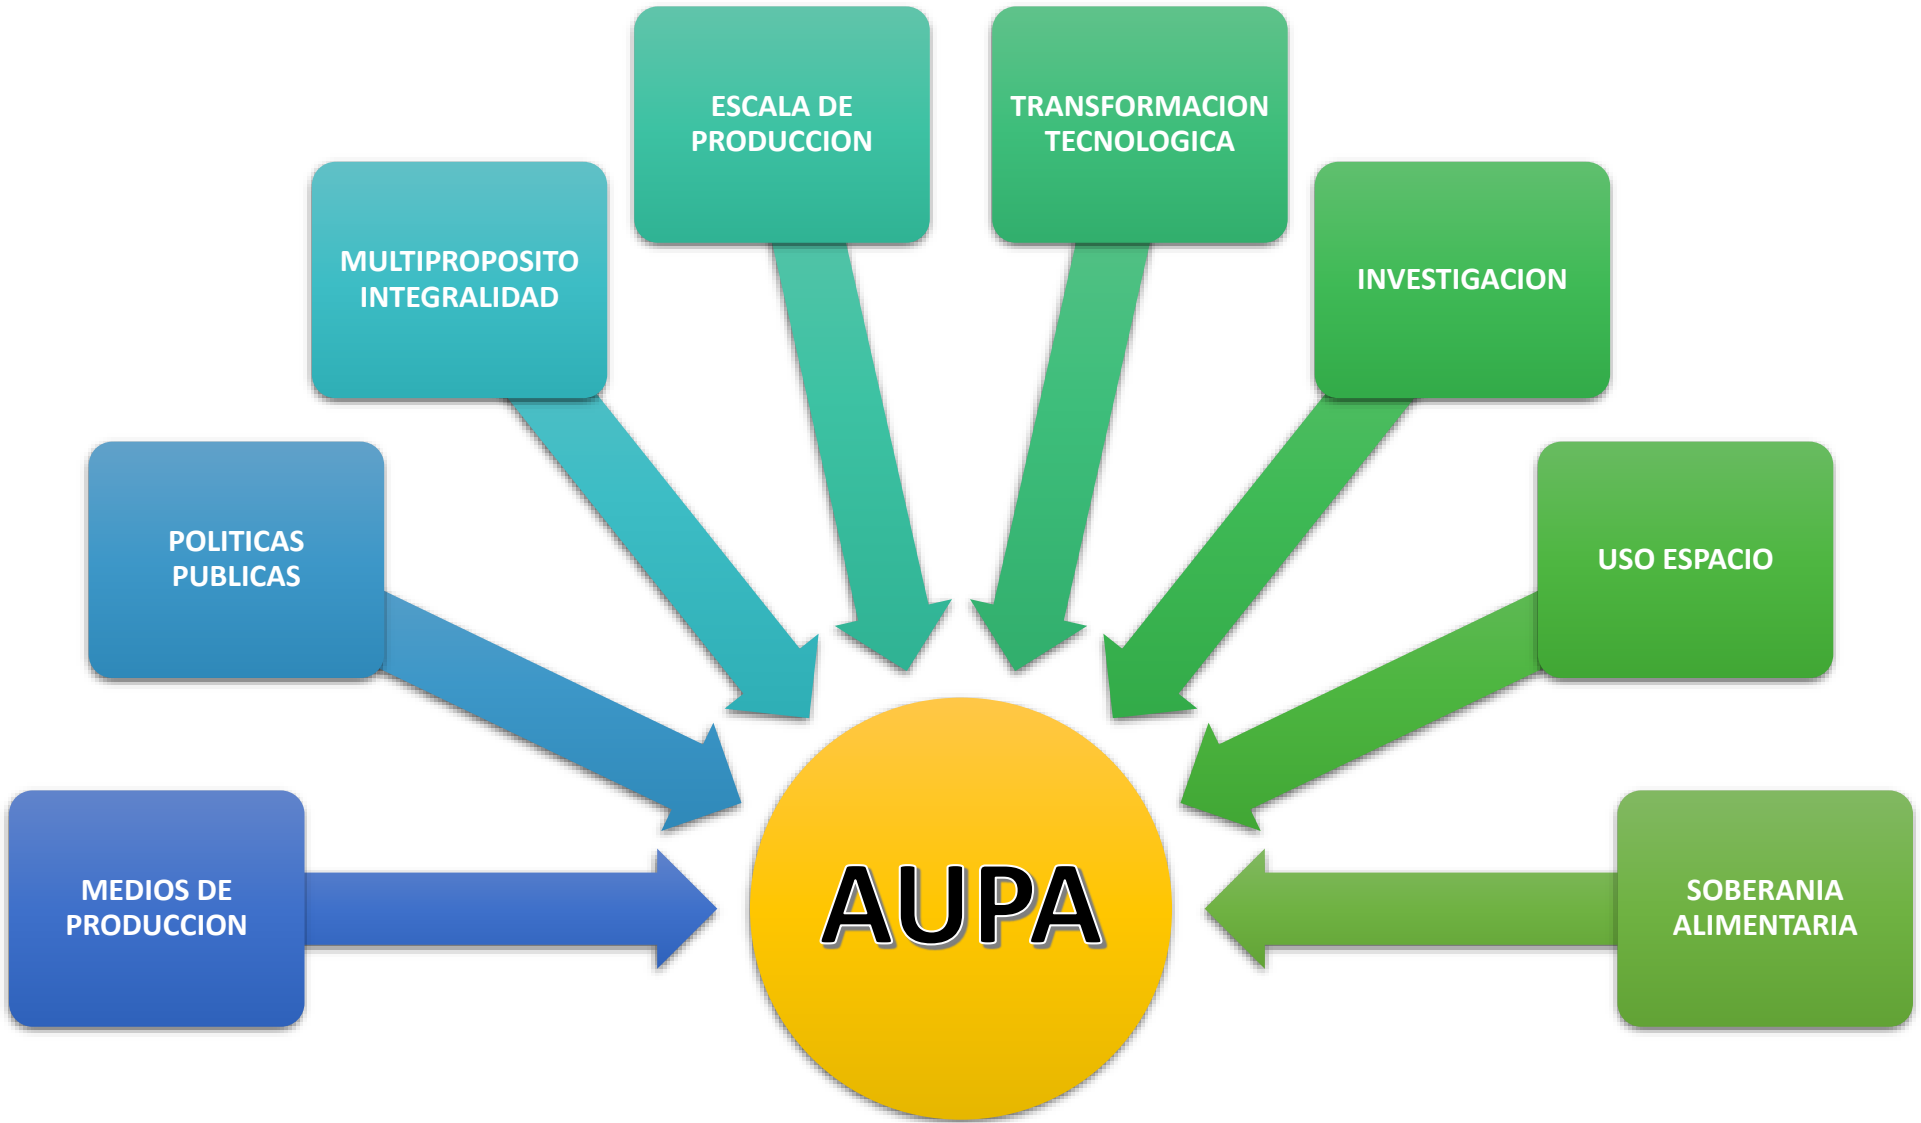 ESCALA DE
PRODUCCION
TRANSFORMACION
TECNOLOGICA
MULTIPROPOSITO
INTEGRALIDAD
INVESTIGACION
POLITICAS
PUBLICAS
USO ESPACIO
MEDIOS DE
PRODUCCION
AUPA
SOBERANIA
ALIMENTARIA